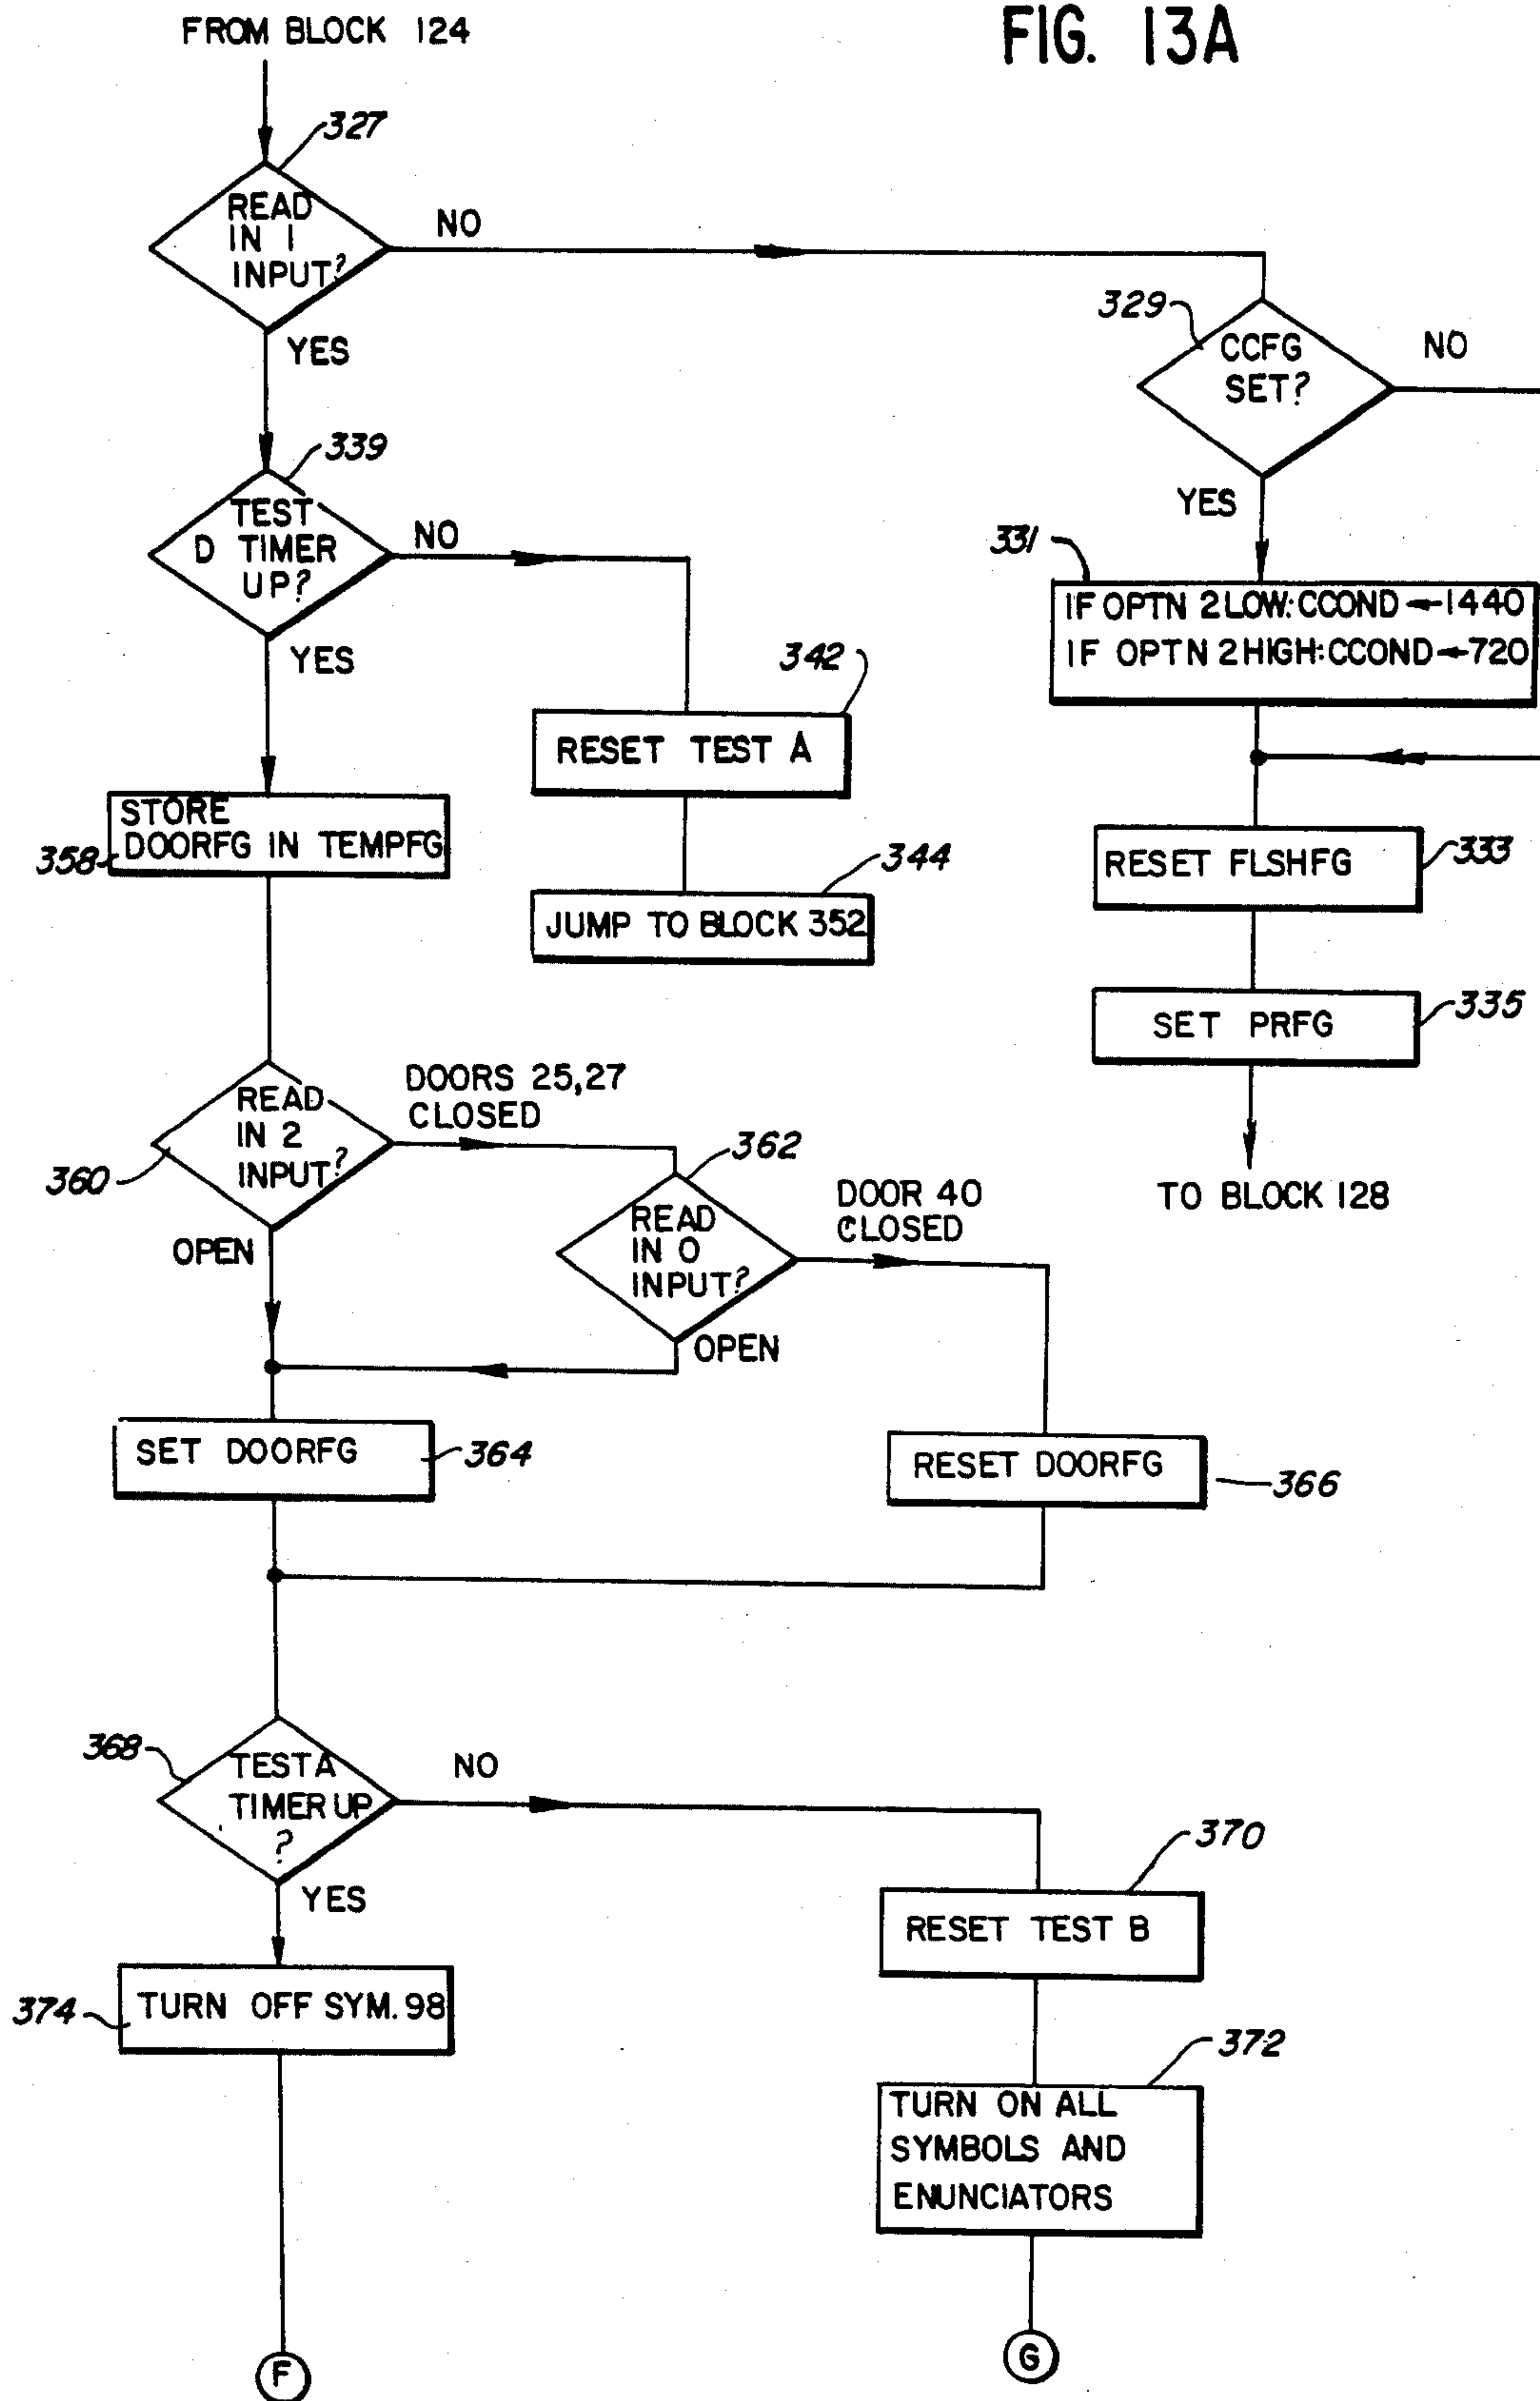 FIG. 13A
FROM BLOCK 124
327
READ
IN 1
INPUT?
NO
YES
329
CCFG
SET?
NO
YES
339
TEST
D TIMER
UP?
NO
YES
331
IF OPTN 2 LOW: CCOND ←1440
IF OPTN 2 HIGH: CCOND ←720
342
RESET TEST A
358
STORE
DOORFG IN TEMPFG
344
JUMP TO BLOCK 352
RESET FLSHFG
333
SET PRFG
335
TO BLOCK 128
360
READ
IN 2
INPUT?
DOORS 25,27
CLOSED
OPEN
362
READ
IN 0
INPUT?
DOOR 40
CLOSED
OPEN
SET DOORFG
364
RESET DOORFG
366
368
TEST A
TIMER UP
?
NO
YES
370
RESET TEST B
374
TURN OFF SYM. 98
372
TURN ON ALL
SYMBOLS AND
ENUNCIATORS
F
G